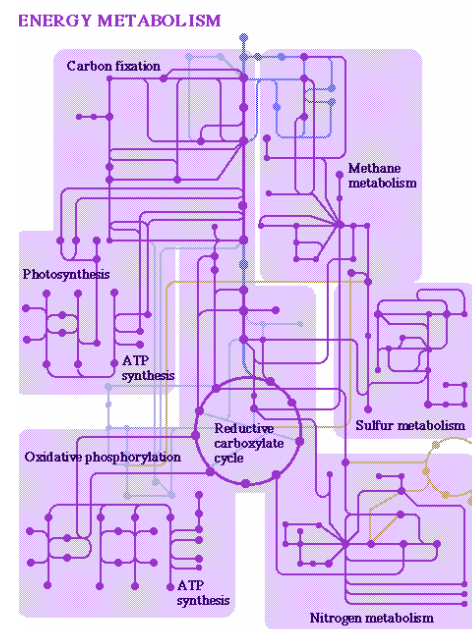 ENERGY METABOLISM
Carbon fixation
Methane
metabolism
Photosynthesis
ATP
synthesis
Reductive
carboxylate
cycle
Sulfur metabolism
Oxidative phosphorylation
ATP
synthesis
Nitrogen metabolism